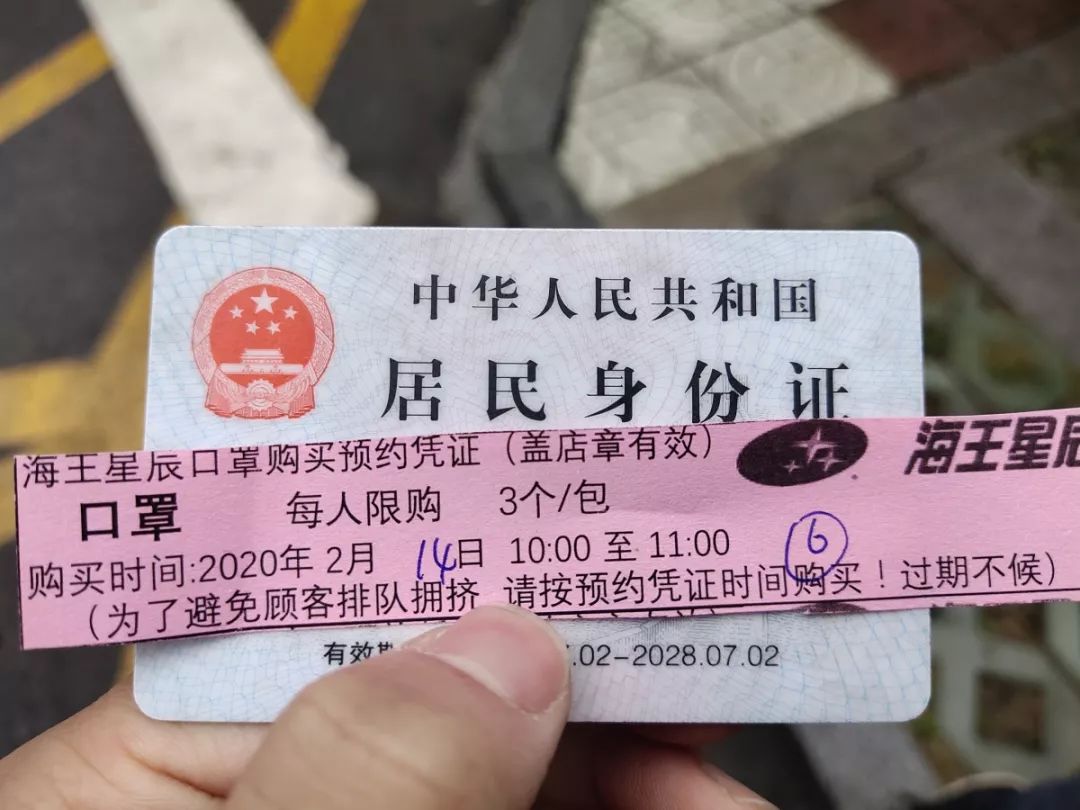 中华人民共和国
居民身份证
海王星辰口罩购买预约凭证（盖店章有效）
海王星辰
口罩 每人限购 3个/包
购买时间:2020年 2月 14日 10:00 至 11:00 6
（为了避免顾客排队拥挤 请按预约凭证时间购买！过期不候）
有效期 .02-2028.07.02